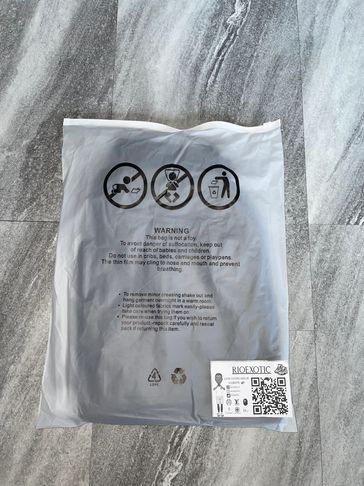 WARNING
This bag is not a toy.
To avoid danger of suffocation, keep out
of reach of babies and children.
Do not use in cribs, beds, carriages or playpens.
The thin film may cling to nose and mouth and prevent
breathing.
• To remove minor creasing shake out and
hang garment overnight in a warm room.
• Light coloured fabrics mark easily-please
take care when trying them on
• Please re-use this bag if you wish to return
your product-repack carefully and reseal
pack if returning this item.
4
LDPE
RIOEXOTIC